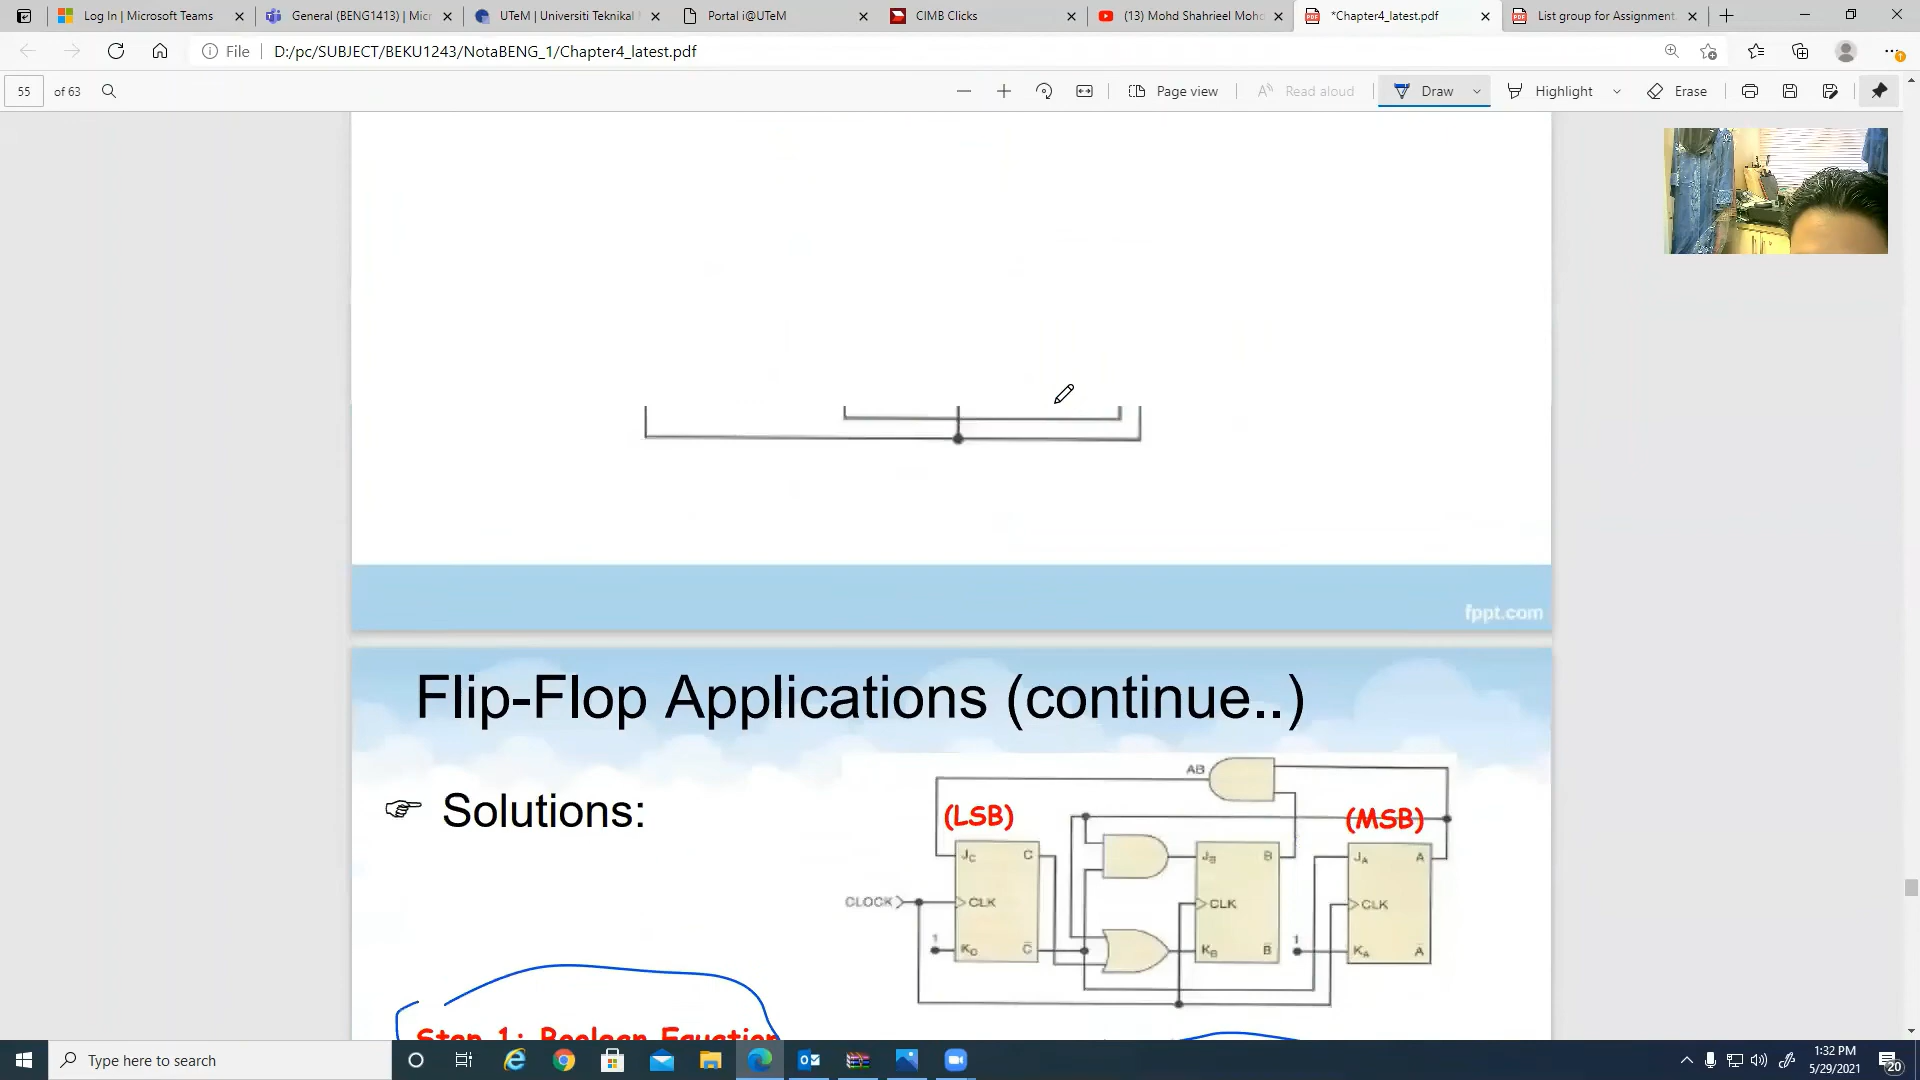 Log In | Microsoft Teams
General (BENG1413) | Micr
UTeM | Universiti Teknikal
Portal i@UTeM
CIMB Clicks
(13) Mohd Shahrieel Moho
*Chapter4_latest.pdf
List group for Assignment
File D:/pc/SUBJECT/BEKU1243/NotaBENG_1/Chapter4_latest.pdf
55 of 63
Page view
Read aloud
Draw
Highlight
Erase
fppt.com
Flip-Flop Applications (continue..)
Solutions:
AB
(LSB)
(MSB)
JC C
JB B
JA A
CLOCK
CLK
CLK
CLK
1
KC C̅
KB B̅
1
KA A̅
Step 1: Boolean Equation
Type here to search
1:32 PM
5/29/2021
20